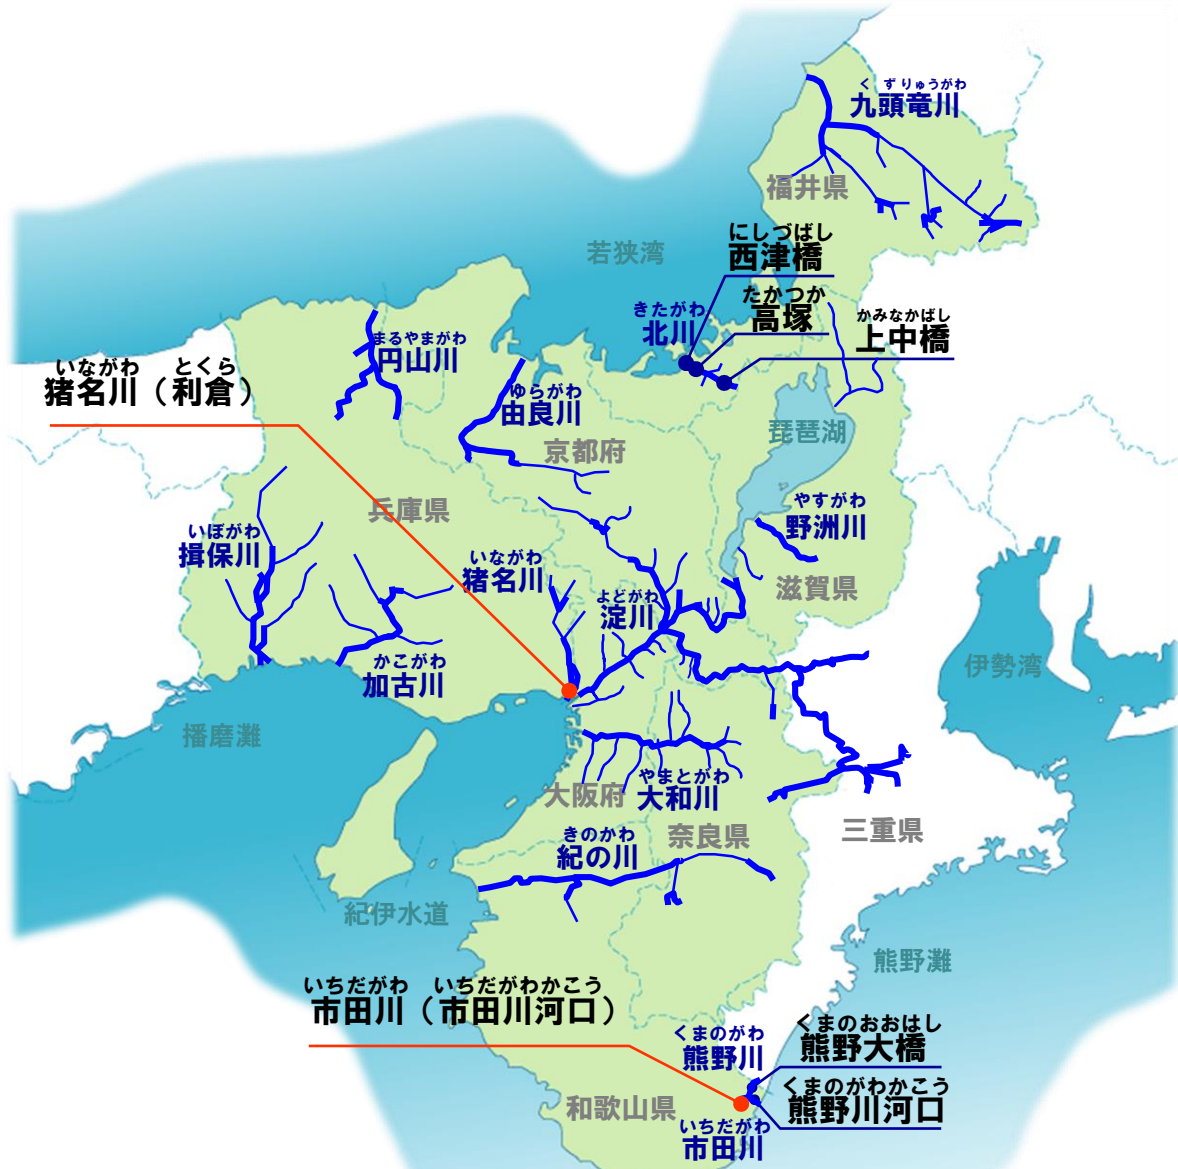 くずりゅうがわ
九頭竜川
福井県
にしづばし
西津橋
若狭湾
たかつか
高塚
きたがわ
北川
かみなかばし
上中橋
まるやまがわ
円山川
いながわ とくら
猪名川（利倉）
ゆらがわ
由良川
京都府
琵琶湖
兵庫県
やすがわ
野洲川
いぼがわ
揖保川
いながわ
猪名川
よどがわ
淀川
滋賀県
かこがわ
加古川
伊勢湾
播磨灘
やまとがわ
大和川
大阪府
きのかわ
紀の川
奈良県
三重県
紀伊水道
熊野灘
いちだがわ いちだがわかこう
市田川（市田川河口）
くまのがわ
熊野川
くまのおおはし
熊野大橋
くまのがわかこう
熊野川河口
和歌山県
いちだがわ
市田川